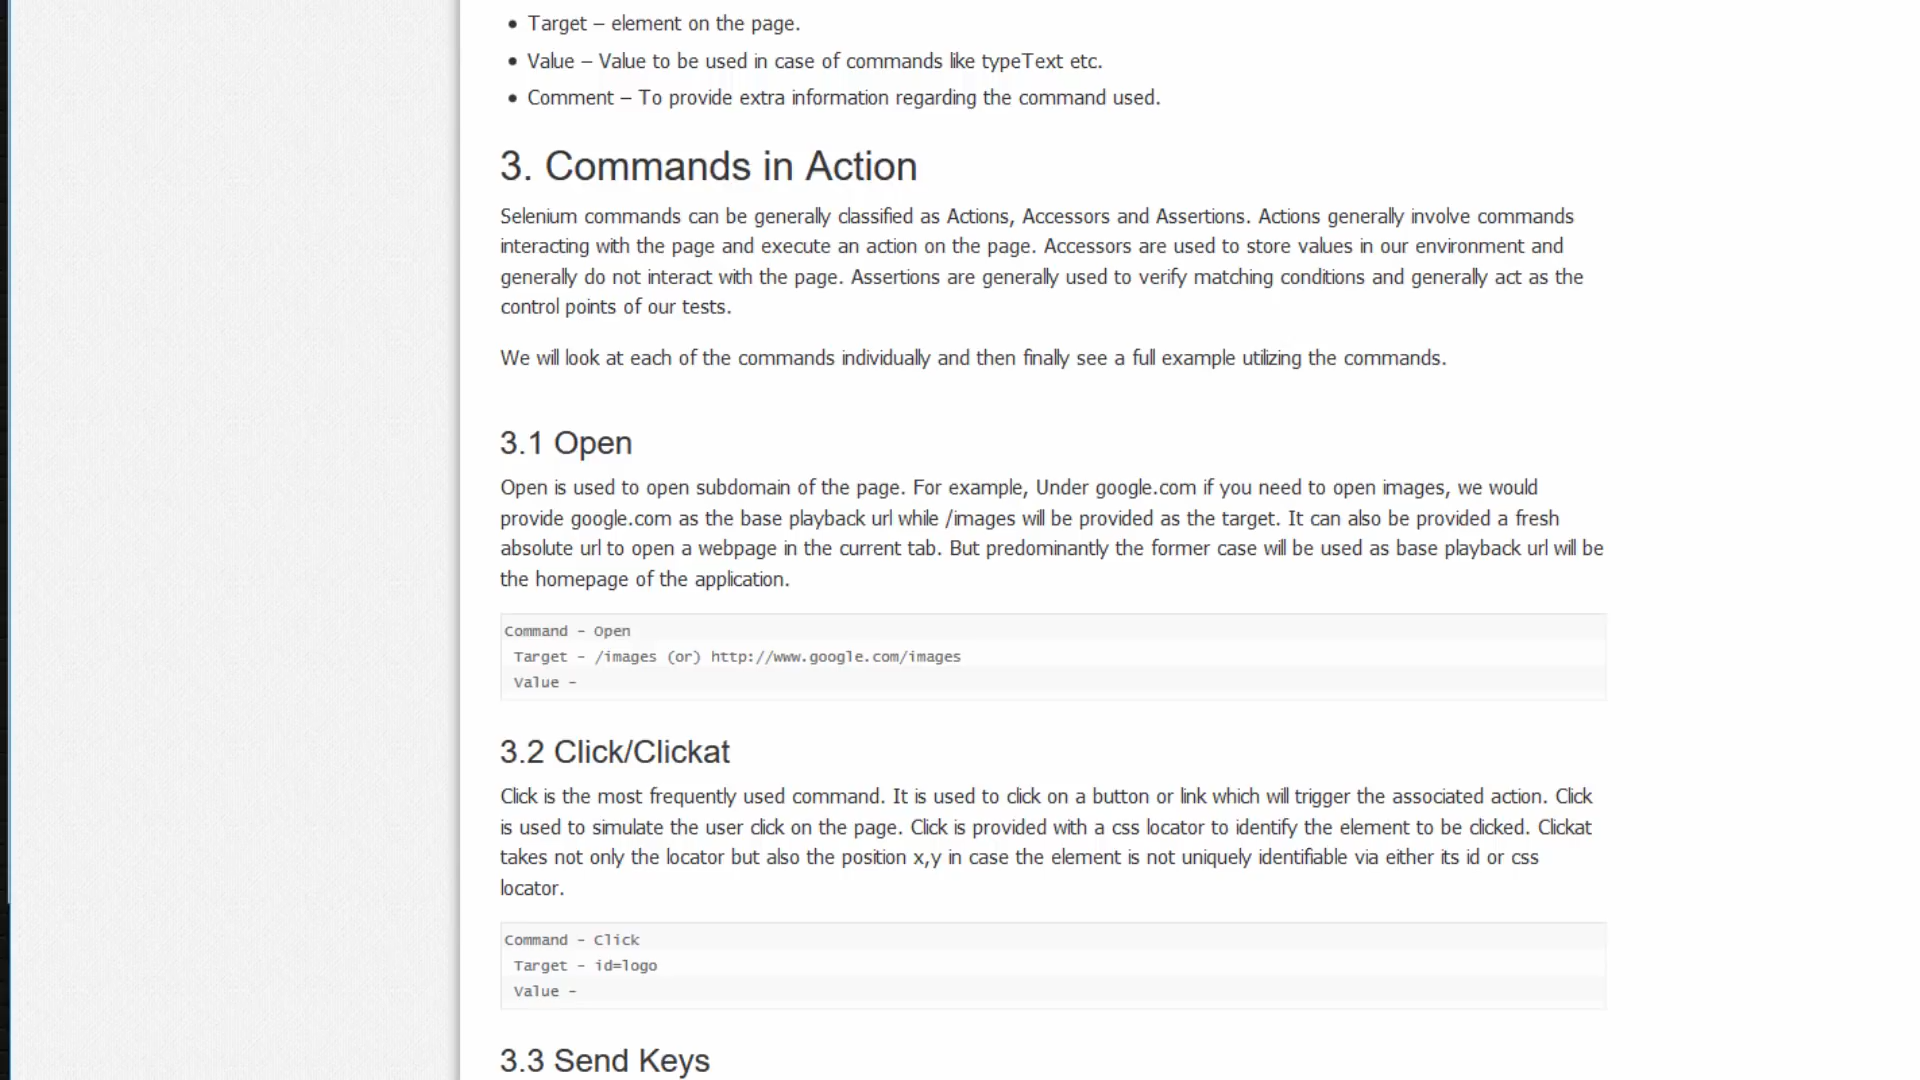 • Target – element on the page.
• Value – Value to be used in case of commands like typeText etc.
• Comment – To provide extra information regarding the command used.
3. Commands in Action
Selenium commands can be generally classified as Actions, Accessors and Assertions. Actions generally involve commands
interacting with the page and execute an action on the page. Accessors are used to store values in our environment and
generally do not interact with the page. Assertions are generally used to verify matching conditions and generally act as the
control points of our tests.
We will look at each of the commands individually and then finally see a full example utilizing the commands.
3.1 Open
Open is used to open subdomain of the page. For example, Under google.com if you need to open images, we would
provide google.com as the base playback url while /images will be provided as the target. It can also be provided a fresh
absolute url to open a webpage in the current tab. But predominantly the former case will be used as base playback url will be
the homepage of the application.
Command – Open
Target – /images (or) http://www.google.com/images
Value –
3.2 Click/Clickat
Click is the most frequently used command. It is used to click on a button or link which will trigger the associated action. Click
is used to simulate the user click on the page. Click is provided with a css locator to identify the element to be clicked. Clickat
takes not only the locator but also the position x,y in case the element is not uniquely identifiable via either its id or css
locator.
Command – Click
Target – id=logo
Value –
3.3 Send Keys